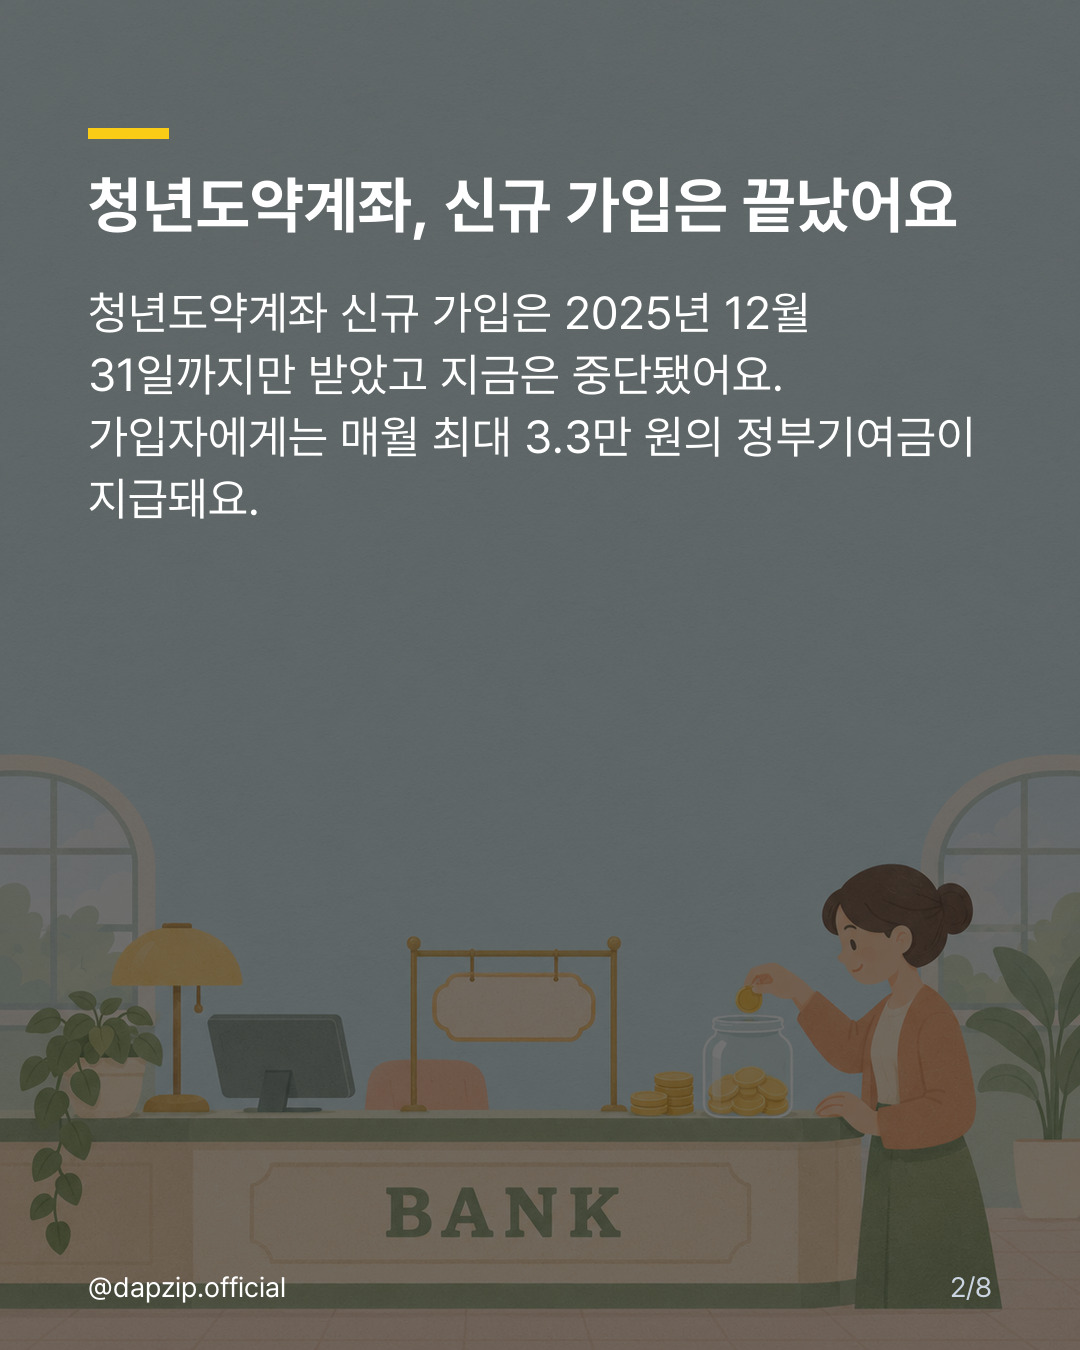 청년도약계좌, 신규 가입은 끝났어요
청년도약계좌 신규 가입은 2025년 12월
31일까지만 받았고 지금은 중단됐어요.
가입자에게는 매월 최대 3.3만 원의 정부기여금이
지급돼요.
BANK
@dapzip.official
2/8